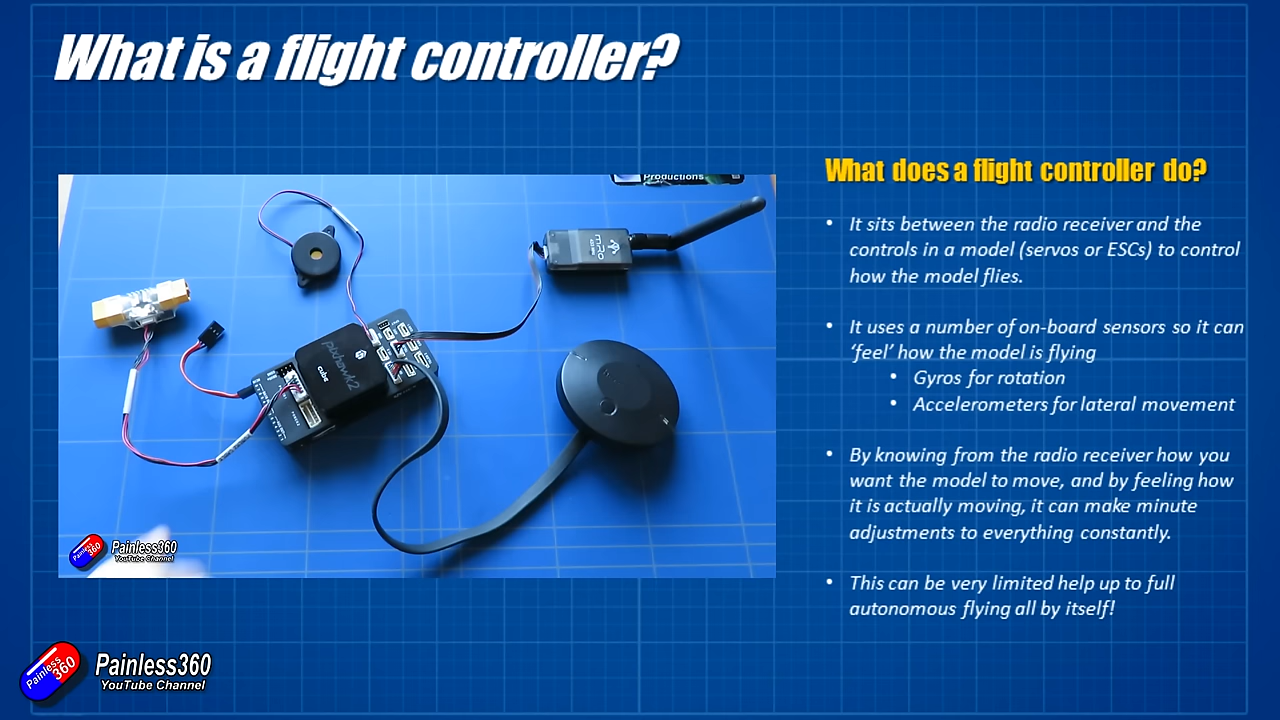 What is a flight controller?
What does a flight controller do?
• It sits between the radio receiver and the
controls in a model (servos or ESCs) to control
how the model flies.
• It uses a number of on-board sensors so it can
'feel' how the model is flying
• Gyros for rotation
• Accelerometers for lateral movement
• By knowing from the radio receiver how you
want the model to move, and by feeling how
it is actually moving, it can make minute
adjustments to everything constantly.
• This can be very limited help up to full
autonomous flying all by itself!
Productions
mRo
pixhawk2
cube
Painless
360
Painless360
YouTube Channel
Painless
360
Painless360
YouTube Channel